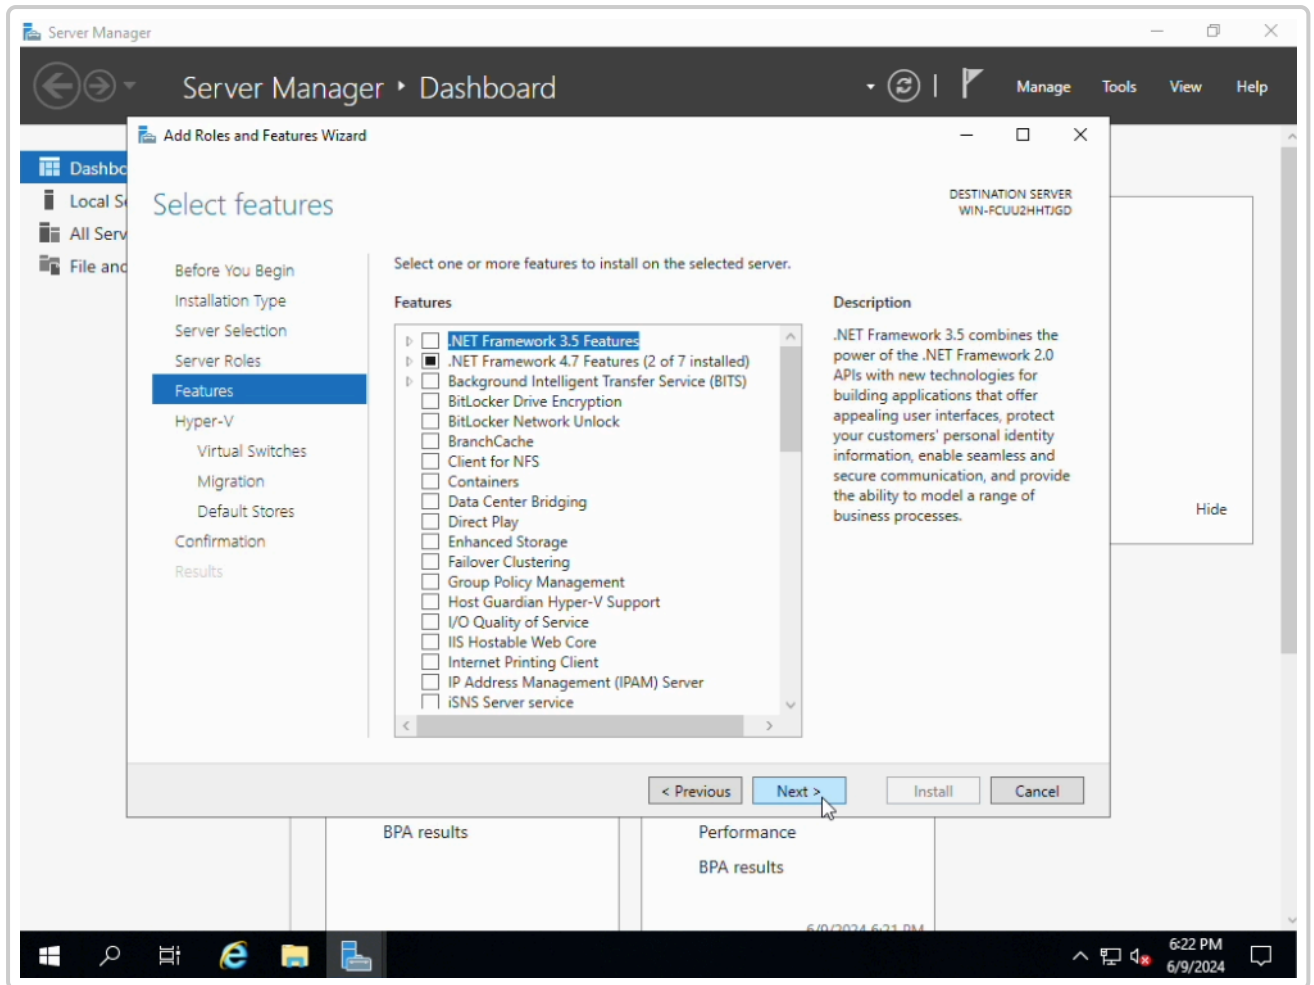 Server Manager
Server Manager ‣ Dashboard
Manage Tools View Help
Add Roles and Features Wizard
Dashbo
Local Se
All Serv
File and
Select features
DESTINATION SERVER
WIN-FCUU2HHTJGD
Before You Begin
Installation Type
Server Selection
Server Roles
Features
Hyper-V
Virtual Switches
Migration
Default Stores
Confirmation
Results
Select one or more features to install on the selected server.
Features
.NET Framework 3.5 Features
.NET Framework 4.7 Features (2 of 7 installed)
Background Intelligent Transfer Service (BITS)
BitLocker Drive Encryption
BitLocker Network Unlock
BranchCache
Client for NFS
Containers
Data Center Bridging
Direct Play
Enhanced Storage
Failover Clustering
Group Policy Management
Host Guardian Hyper-V Support
I/O Quality of Service
IIS Hostable Web Core
Internet Printing Client
IP Address Management (IPAM) Server
iSNS Server service
Description
.NET Framework 3.5 combines the
power of the .NET Framework 2.0
APIs with new technologies for
building applications that offer
appealing user interfaces, protect
your customers' personal identity
information, enable seamless and
secure communication, and provide
the ability to model a range of
business processes.
Hide
< Previous
Next >
Install
Cancel
BPA results
Performance
BPA results
6/9/2024 6:21 PM
6:22 PM
6/9/2024